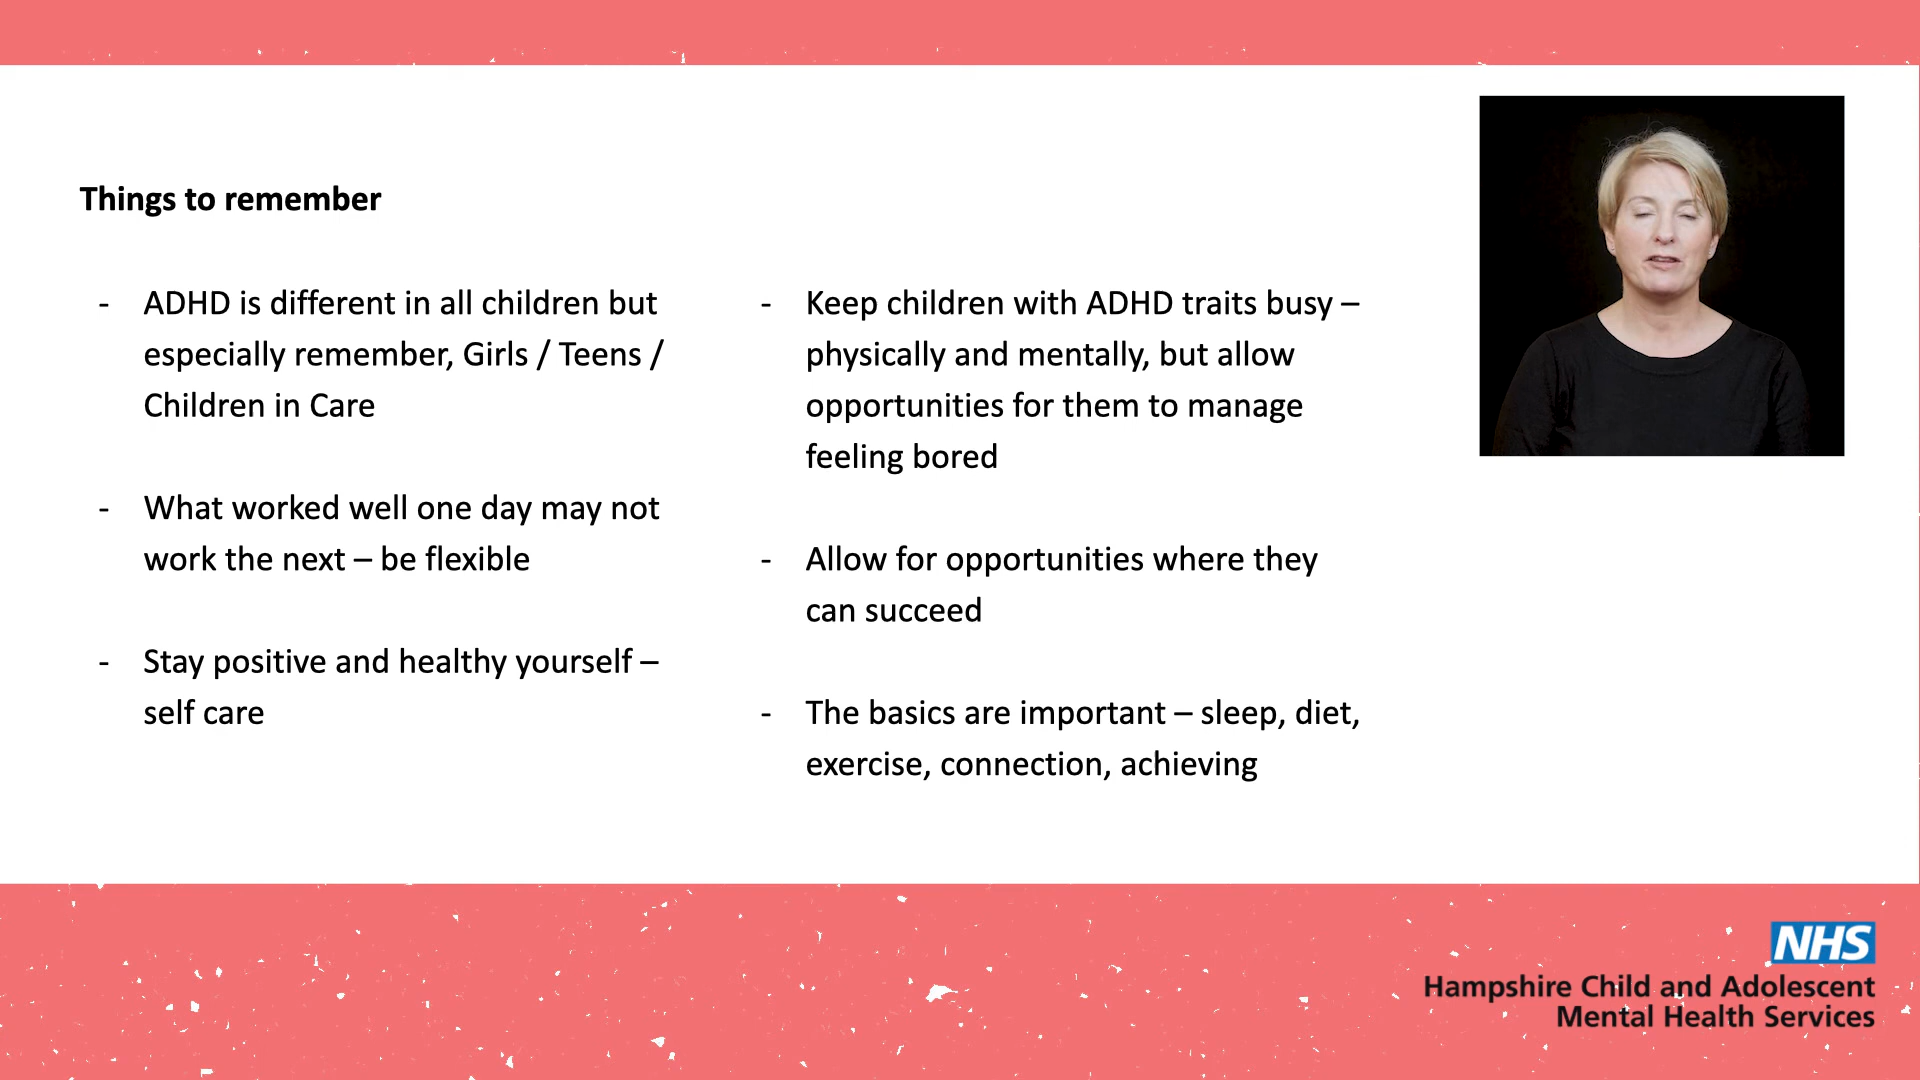 Things to remember
- ADHD is different in all children but
especially remember, Girls / Teens /
Children in Care
- What worked well one day may not
work the next – be flexible
- Stay positive and healthy yourself –
self care
- Keep children with ADHD traits busy –
physically and mentally, but allow
opportunities for them to manage
feeling bored
- Allow for opportunities where they
can succeed
- The basics are important – sleep, diet,
exercise, connection, achieving
NHS
Hampshire Child and Adolescent
Mental Health Services